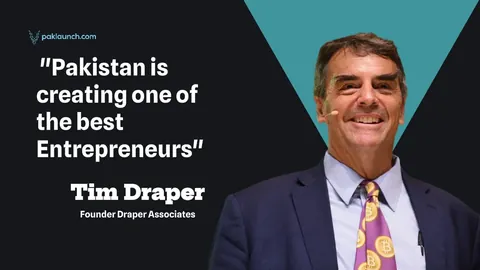 paklaunch.com
"Pakistan is
creating one of
the best
Entrepreneurs"
Tim Draper
Founder Draper Associates